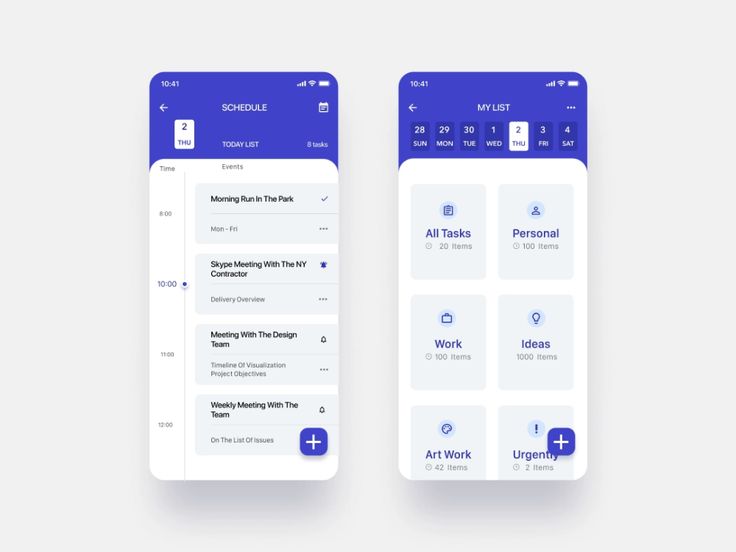 10:41
SCHEDULE
2
THU
TODAY LIST
8 tasks
Time
Events
8:00
Morning Run In The Park
Mon - Fri
10:00
Skype Meeting With The NY
Contractor
Delivery Overview
11:00
Meeting With The Design
Team
Timeline Of Visualization
Project Objectives
12:00
Weekly Meeting With The
Team
On The List Of Issues
10:41
MY LIST
28 29 30 1 2 3 4
SUN MON TUE WED THU FRI SAT
All Tasks
20 Items
Personal
100 Items
Work
100 Items
Ideas
1000 Items
Art Work
42 Items
Urgently
2 Items